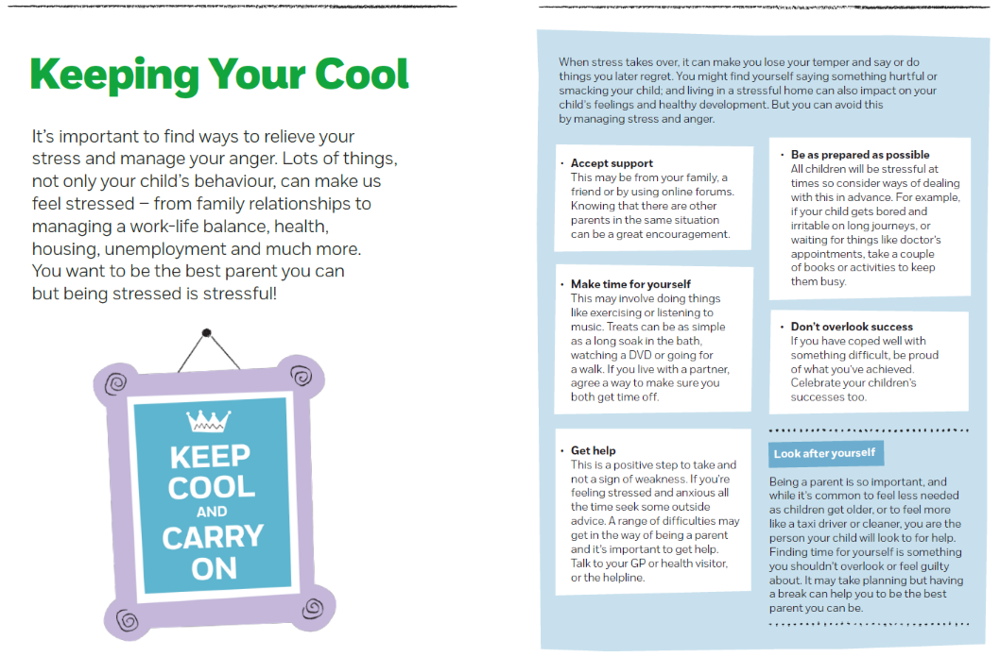 Keeping Your Cool
It's important to find ways to relieve your
stress and manage your anger. Lots of things,
not only your child's behaviour, can make us
feel stressed – from family relationships to
managing a work-life balance, health,
housing, unemployment and much more.
You want to be the best parent you can
but being stressed is stressful!
KEEP
COOL
AND
CARRY
ON
When stress takes over, it can make you lose your temper and say or do
things you later regret. You might find yourself saying something hurtful or
smacking your child; and living in a stressful home can also impact on your
child's feelings and healthy development. But you can avoid this
by managing stress and anger.
• Accept support
This may be from your family, a
friend or by using online forums.
Knowing that there are other
parents in the same situation
can be a great encouragement.
• Make time for yourself
This may involve doing things
like exercising or listening to
music. Treats can be as simple
as a long soak in the bath,
watching a DVD or going for
a walk. If you live with a partner,
agree a way to make sure you
both get time off.
• Get help
This is a positive step to take and
not a sign of weakness. If you're
feeling stressed and anxious all
the time seek some outside
advice. A range of difficulties may
get in the way of being a parent
and it's important to get help.
Talk to your GP or health visitor,
or the helpline.
• Be as prepared as possible
All children will be stressful at
times so consider ways of dealing
with this in advance. For example,
if your child gets bored and
irritable on long journeys, or
waiting for things like doctor's
appointments, take a couple
of books or activities to keep
them busy.
• Don't overlook success
If you have coped well with
something difficult, be proud
of what you've achieved.
Celebrate your children's
successes too.
Look after yourself
Being a parent is so important, and
while it's common to feel less needed
as children get older, or to feel more
like a taxi driver or cleaner, you are the
person your child will look to for help.
Finding time for yourself is something
you shouldn't overlook or feel guilty
about. It may take planning but having
a break can help you to be the best
parent you can be.